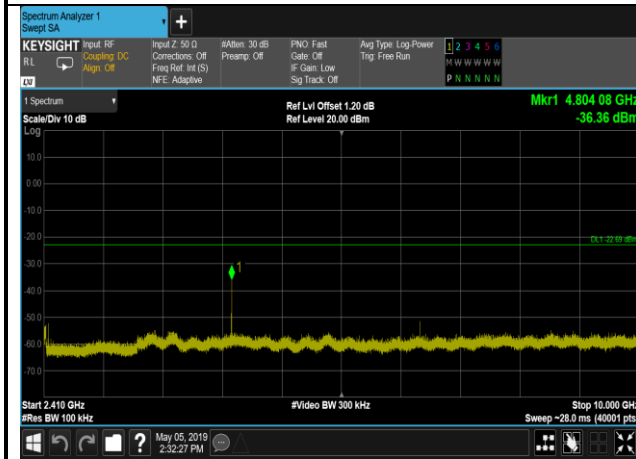 Spectrum Analyzer 1
Swept SA
KEYSIGHT
RL
LXI
Input: RF
Coupling: DC
Align: Off
Input Z: 50 Ω
Corrections: Off
Freq Ref: Int (S)
NFE: Adaptive
#Atten: 30 dB
Preamp: Off
PNO: Fast
Gate: Off
IF Gain: Low
Sig Track: Off
Avg Type: Log-Power
Trig: Free Run
1 2 3 4 5 6
M W W W W W
P N N N N N
1 Spectrum
Scale/Div 10 dB
Ref Lvl Offset 1.20 dB
Ref Level 20.00 dBm
Mkr1 4.804 08 GHz
-36.36 dBm
Log
10.0
0.00
-10.0
-20.0
DL1 -22.69 dBm
-30.0
1
-40.0
-50.0
-60.0
-70.0
Start 2.410 GHz
#Video BW 300 kHz
Stop 10.000 GHz
#Res BW 100 kHz
Sweep ~28.0 ms (40001 pts
?
May 05, 2019
2:32:27 PM